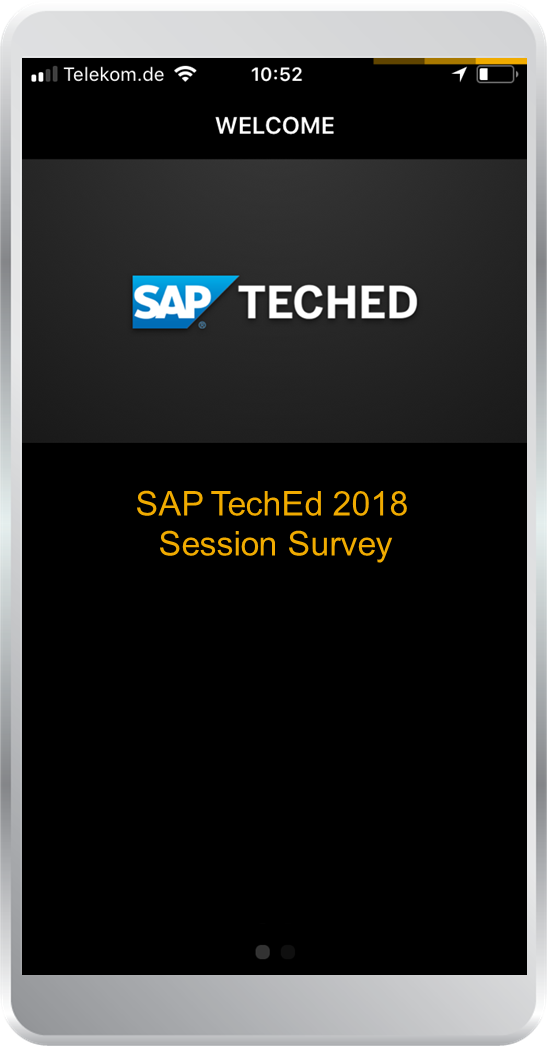 Telekom.de 10:52
WELCOME
SAP® TECHED
SAP TechEd 2018
Session Survey